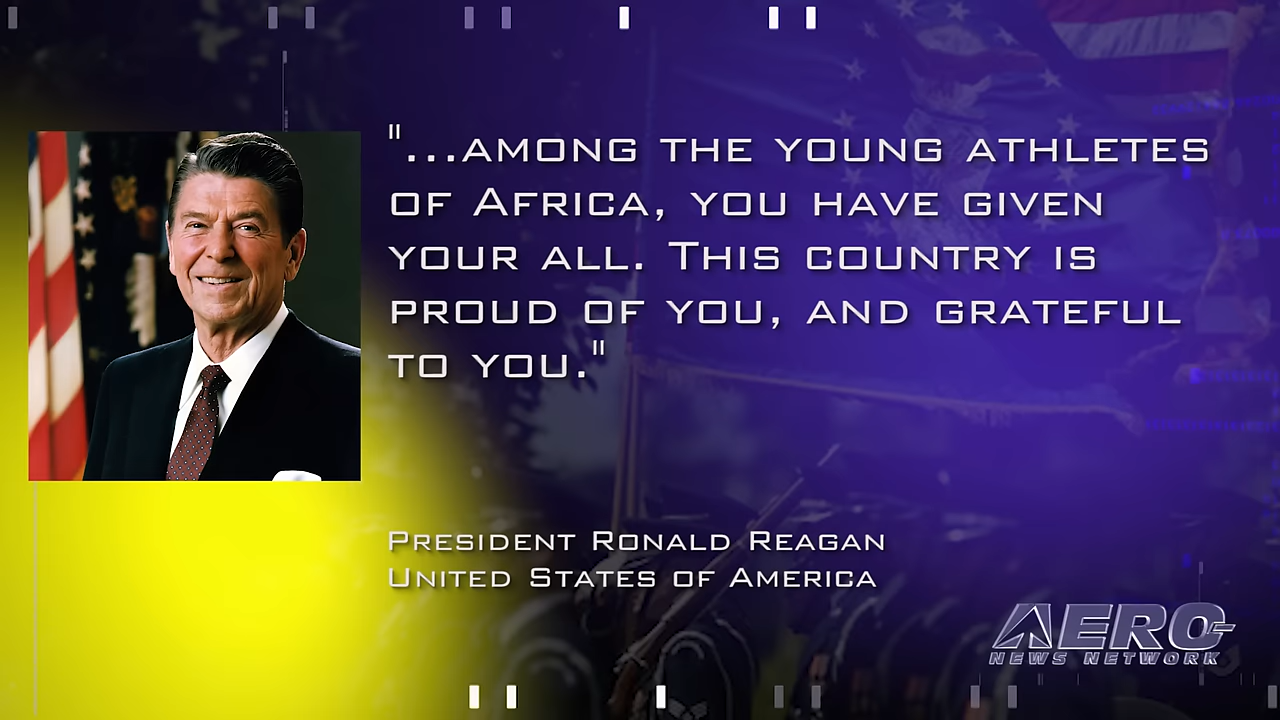 "...AMONG THE YOUNG ATHLETES
OF AFRICA, YOU HAVE GIVEN
YOUR ALL. THIS COUNTRY IS
PROUD OF YOU, AND GRATEFUL
TO YOU."
PRESIDENT RONALD REAGAN
UNITED STATES OF AMERICA
AERO-
NEWS NETWORK